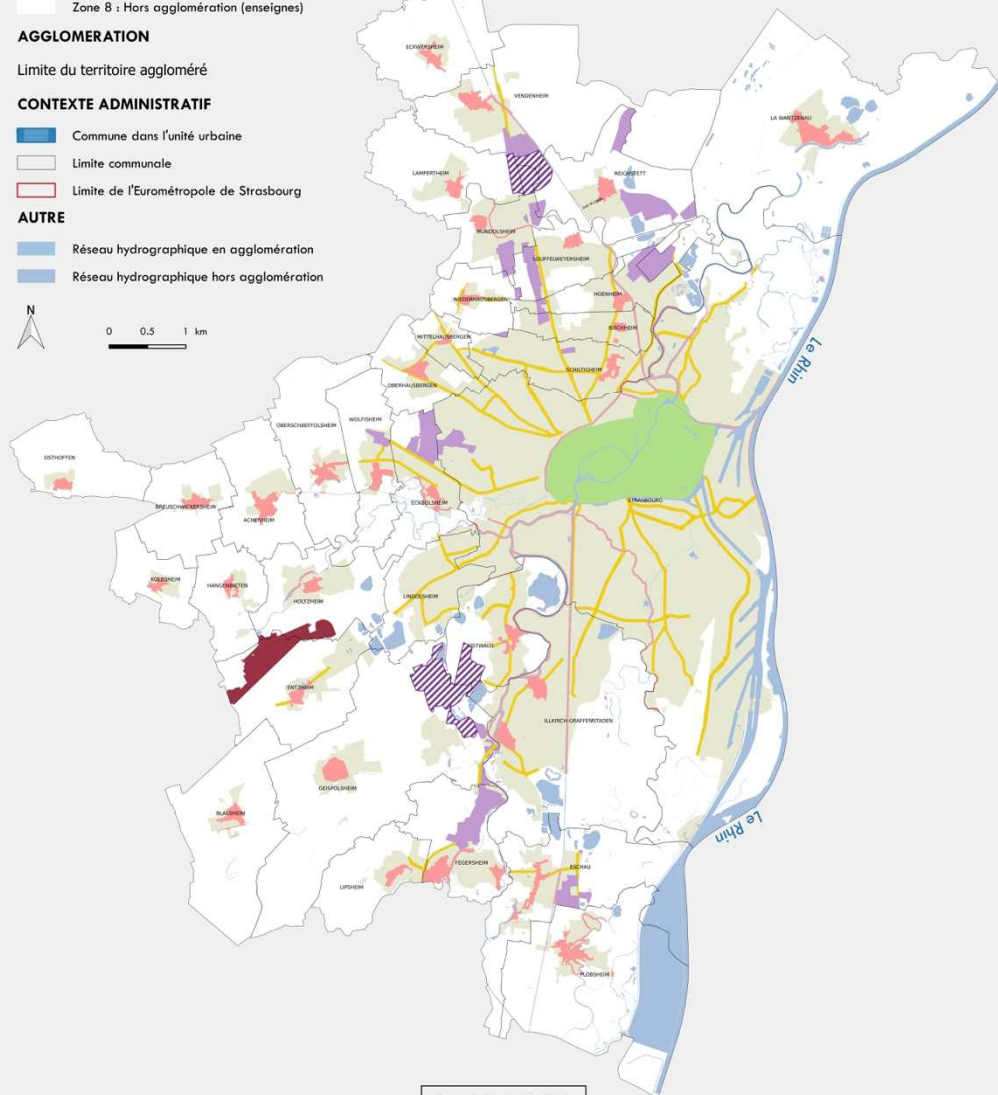 Zone 8 : Hors agglomération (enseignes)
AGGLOMERATION
Limite du territoire aggloméré
CONTEXTE ADMINISTRATIF
Commune dans l'unité urbaine
Limite communale
Limite de l'Eurométropole de Strasbourg
AUTRE
Réseau hydrographique en agglomération
Réseau hydrographique hors agglomération
N
0 0.5 1 km
ECKWERSHEIM
VENDENHEIM
LA WANTZENAU
LAMPERTHEIM
REICHSTETT
MUNDOLSHEIM
SOUFFELWEYERSHEIM
NIEDERHAUSBERGEN
HOENHEIM
BISCHHEIM
MITTELHAUSBERGEN
SCHILTIGHEIM
OBERHAUSBERGEN
Le Rhin
WOLFISHEIM
OBERSCHAEFFOLSHEIM
OSTHOFFEN
BREUSCHWICKERSHEIM
ACHENHEIM
ECKBOLSHEIM
STRASBOURG
KOLBSHEIM
HANGENBIETEN
HOLTZHEIM
LINGOLSHEIM
OSTWALD
ENTZHEIM
ILLKIRCH-GRAFFENSTADEN
GEISPOLSHEIM
BLAESHEIM
Le Rhin
FEGERSHEIM
ESCHAU
LIPSHEIM
PLOBSHEIM